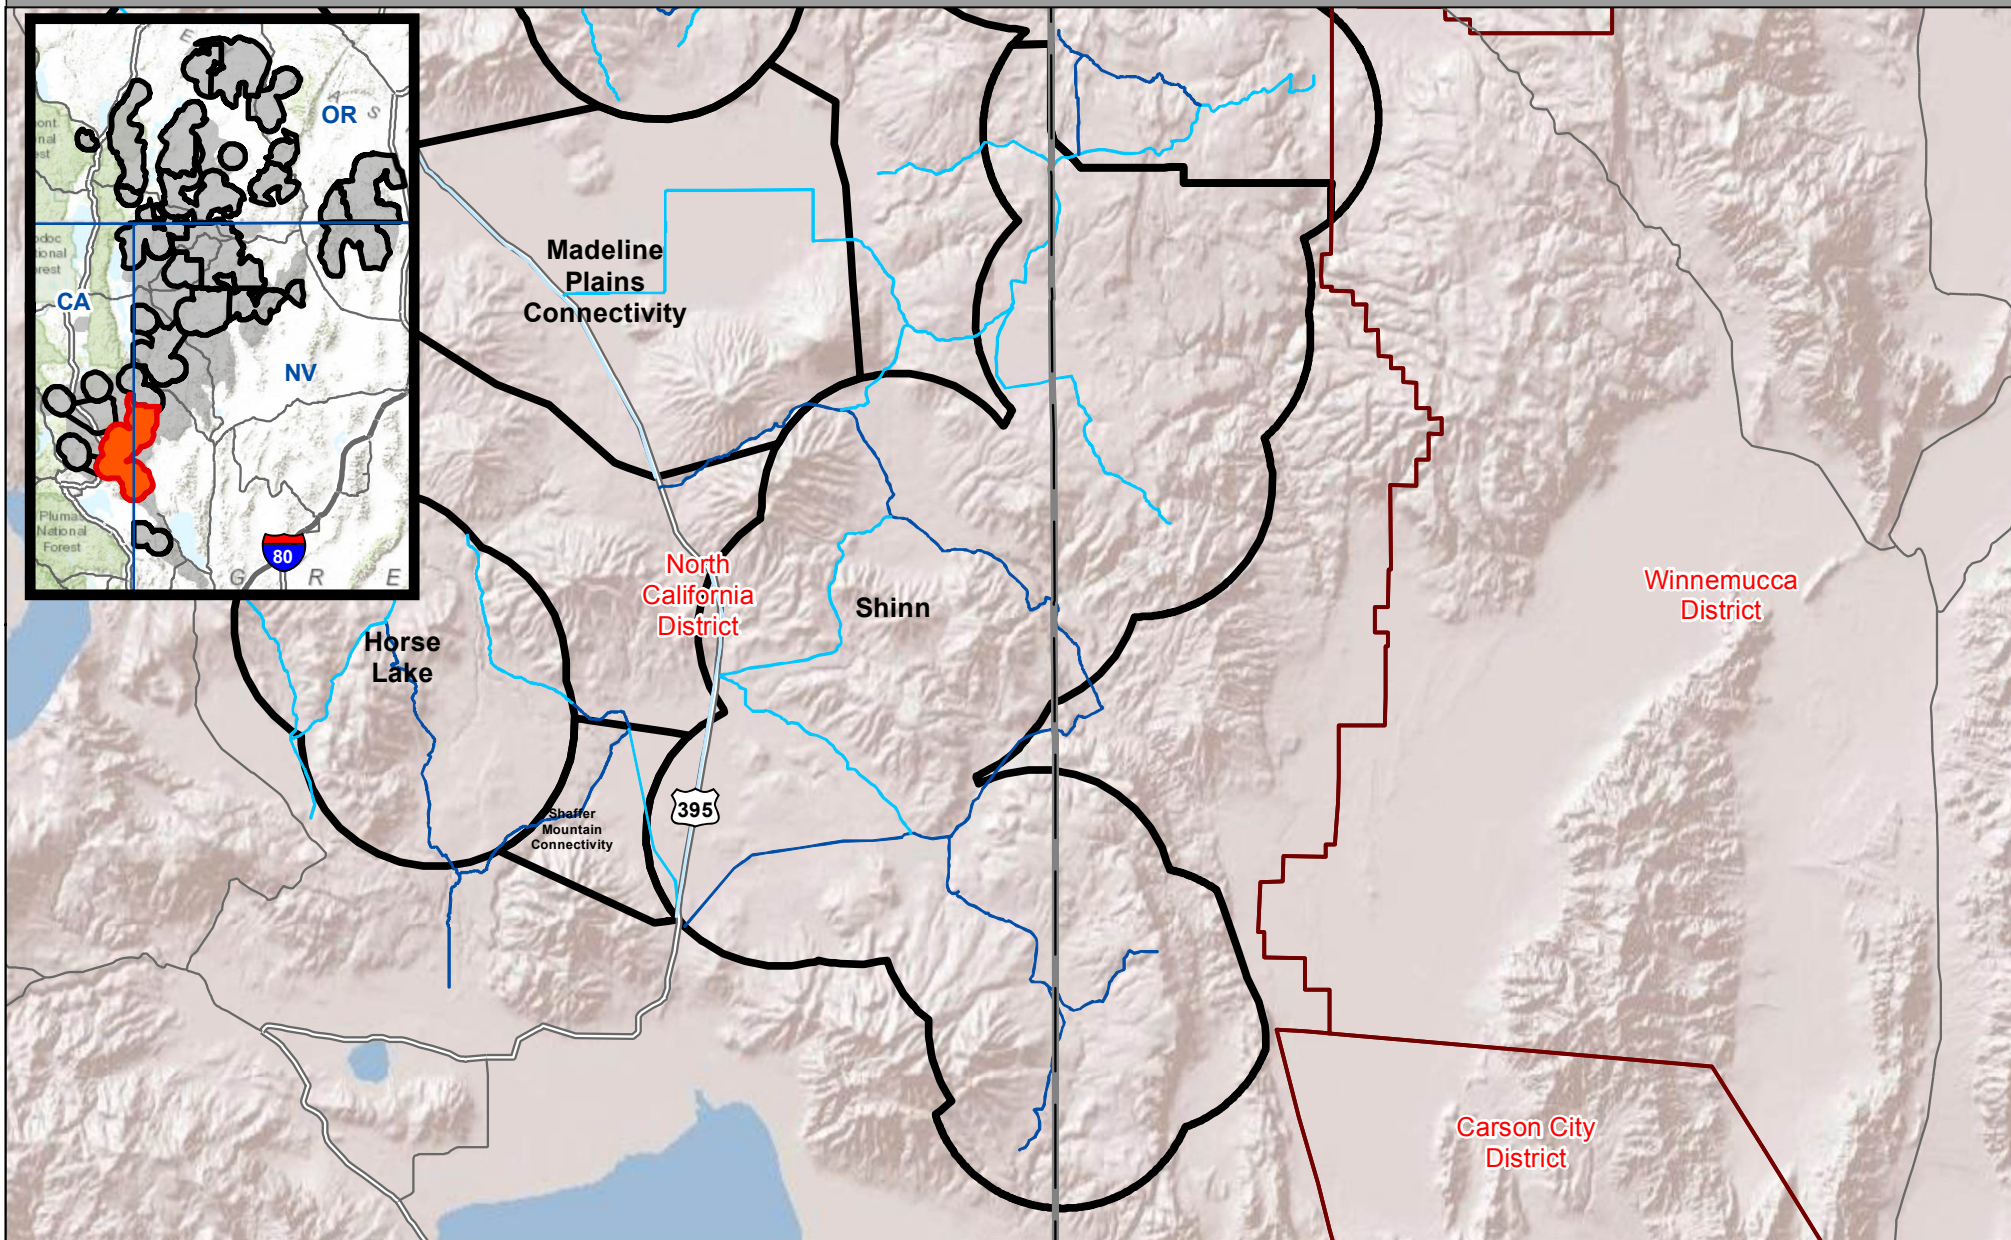 E
OR
A
S
CA
NV
Plumas
National
Forest
80
G R E
Madeline
Plains
Connectivity
North
California
District
Shinn
Horse
Lake
Winnemucca
District
395
Shaffer
Mountain
Connectivity
Carson City
District